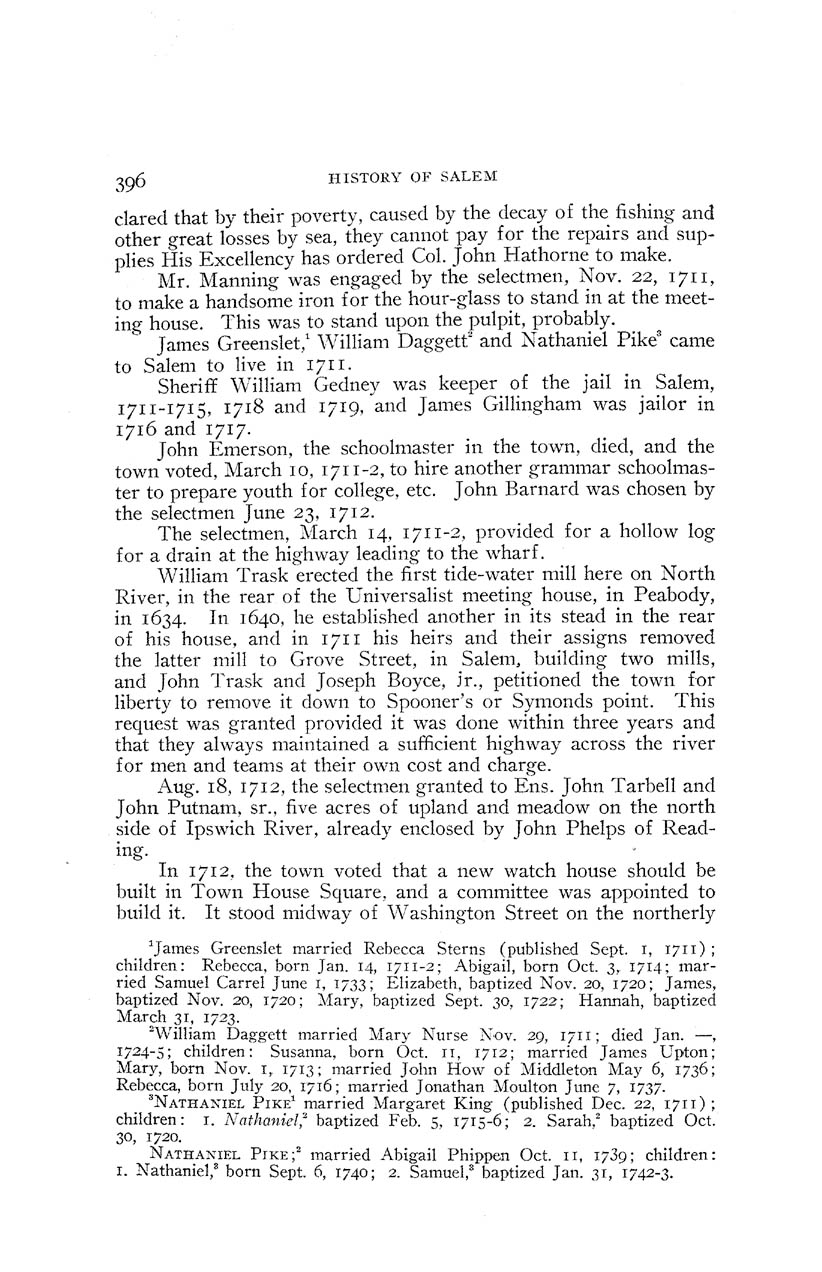 396 HISTORY OF SALEM
clared that by their poverty, caused by the decay of the fishing and
other great losses by sea, they cannot pay for the repairs and sup-
plies His Excellency has ordered Col. John Hathorne to make.
Mr. Manning was engaged by the selectmen, Nov. 22, 1711,
to make a handsome iron for the hour-glass to stand in at the meet-
ing house. This was to stand upon the pulpit, probably.
James Greenslet,¹ William Daggett² and Nathaniel Pike³ came
to Salem to live in 1711.
Sheriff William Gedney was keeper of the jail in Salem,
1711-1715, 1718 and 1719, and James Gillingham was jailor in
1716 and 1717.
John Emerson, the schoolmaster in the town, died, and the
town voted, March 10, 1711-2, to hire another grammar schoolmas-
ter to prepare youth for college, etc. John Barnard was chosen by
the selectmen June 23, 1712.
The selectmen, March 14, 1711-2, provided for a hollow log
for a drain at the highway leading to the wharf.
William Trask erected the first tide-water mill here on North
River, in the rear of the Universalist meeting house, in Peabody,
in 1634. In 1640, he established another in its stead in the rear
of his house, and in 1711 his heirs and their assigns removed
the latter mill to Grove Street, in Salem, building two mills,
and John Trask and Joseph Boyce, jr., petitioned the town for
liberty to remove it down to Spooner's or Symonds point. This
request was granted provided it was done within three years and
that they always maintained a sufficient highway across the river
for men and teams at their own cost and charge.
Aug. 18, 1712, the selectmen granted to Ens. John Tarbell and
John Putnam, sr., five acres of upland and meadow on the north
side of Ipswich River, already enclosed by John Phelps of Read-
ing.
In 1712, the town voted that a new watch house should be
built in Town House Square, and a committee was appointed to
build it. It stood midway of Washington Street on the northerly
¹James Greenslet married Rebecca Sterns (published Sept. 1, 1711);
children: Rebecca, born Jan. 14, 1711-2; Abigail, born Oct. 3, 1714; mar-
ried Samuel Carrel June 1, 1733; Elizabeth, baptized Nov. 20, 1720; James,
baptized Nov. 20, 1720; Mary, baptized Sept. 30, 1722; Hannah, baptized
March 31, 1723.
²William Daggett married Mary Nurse Nov. 29, 1711; died Jan. —,
1724-5; children: Susanna, born Oct. 11, 1712; married James Upton;
Mary, born Nov. 1, 1713; married John How of Middleton May 6, 1736;
Rebecca, born July 20, 1716; married Jonathan Moulton June 7, 1737.
³NATHANIEL PIKE¹ married Margaret King (published Dec. 22, 1711);
children: 1. Nathaniel,² baptized Feb. 5, 1715-6; 2. Sarah,² baptized Oct.
30, 1720.
NATHANIEL PIKE;² married Abigail Phippen Oct. 11, 1739; children:
1. Nathaniel,³ born Sept. 6, 1740; 2. Samuel,³ baptized Jan. 31, 1742-3.